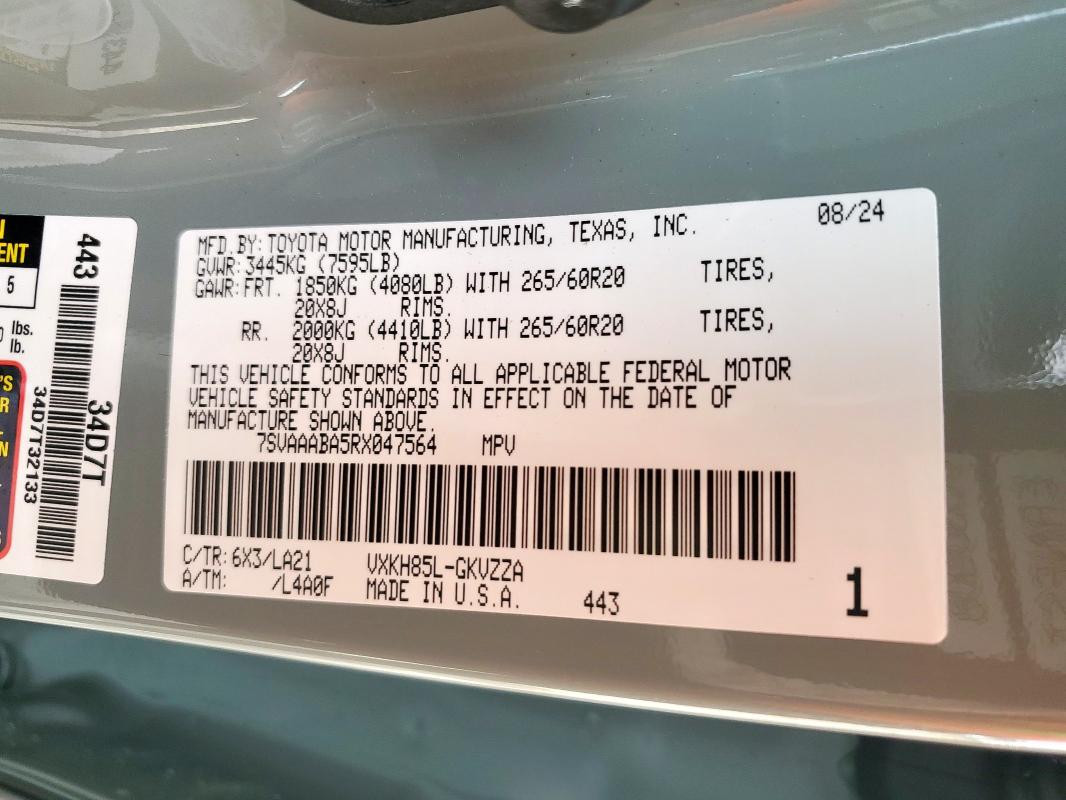 MFD.BY: TOYOTA MOTOR MANUFACTURING, TEXAS, INC. 08/24
GVWR: 3445KG (7595LB)
GAWR: FRT. 1850KG (4080LB) WITH 265/60R20 TIRES,
20X8J RIMS.
RR. 2000KG (4410LB) WITH 265/60R20 TIRES,
20X8J RIMS.
THIS VEHICLE CONFORMS TO ALL APPLICABLE FEDERAL MOTOR
VEHICLE SAFETY STANDARDS IN EFFECT ON THE DATE OF
MANUFACTURE SHOWN ABOVE.
7SVAAABA5RX047564 MPV
C/TR: 6X3/LA21 VXKH85L-GKVZZA
A/TM: /L4A0F MADE IN U.S.A. 443 1
443
34D7T
34D7T32133
5
lbs.
lb.